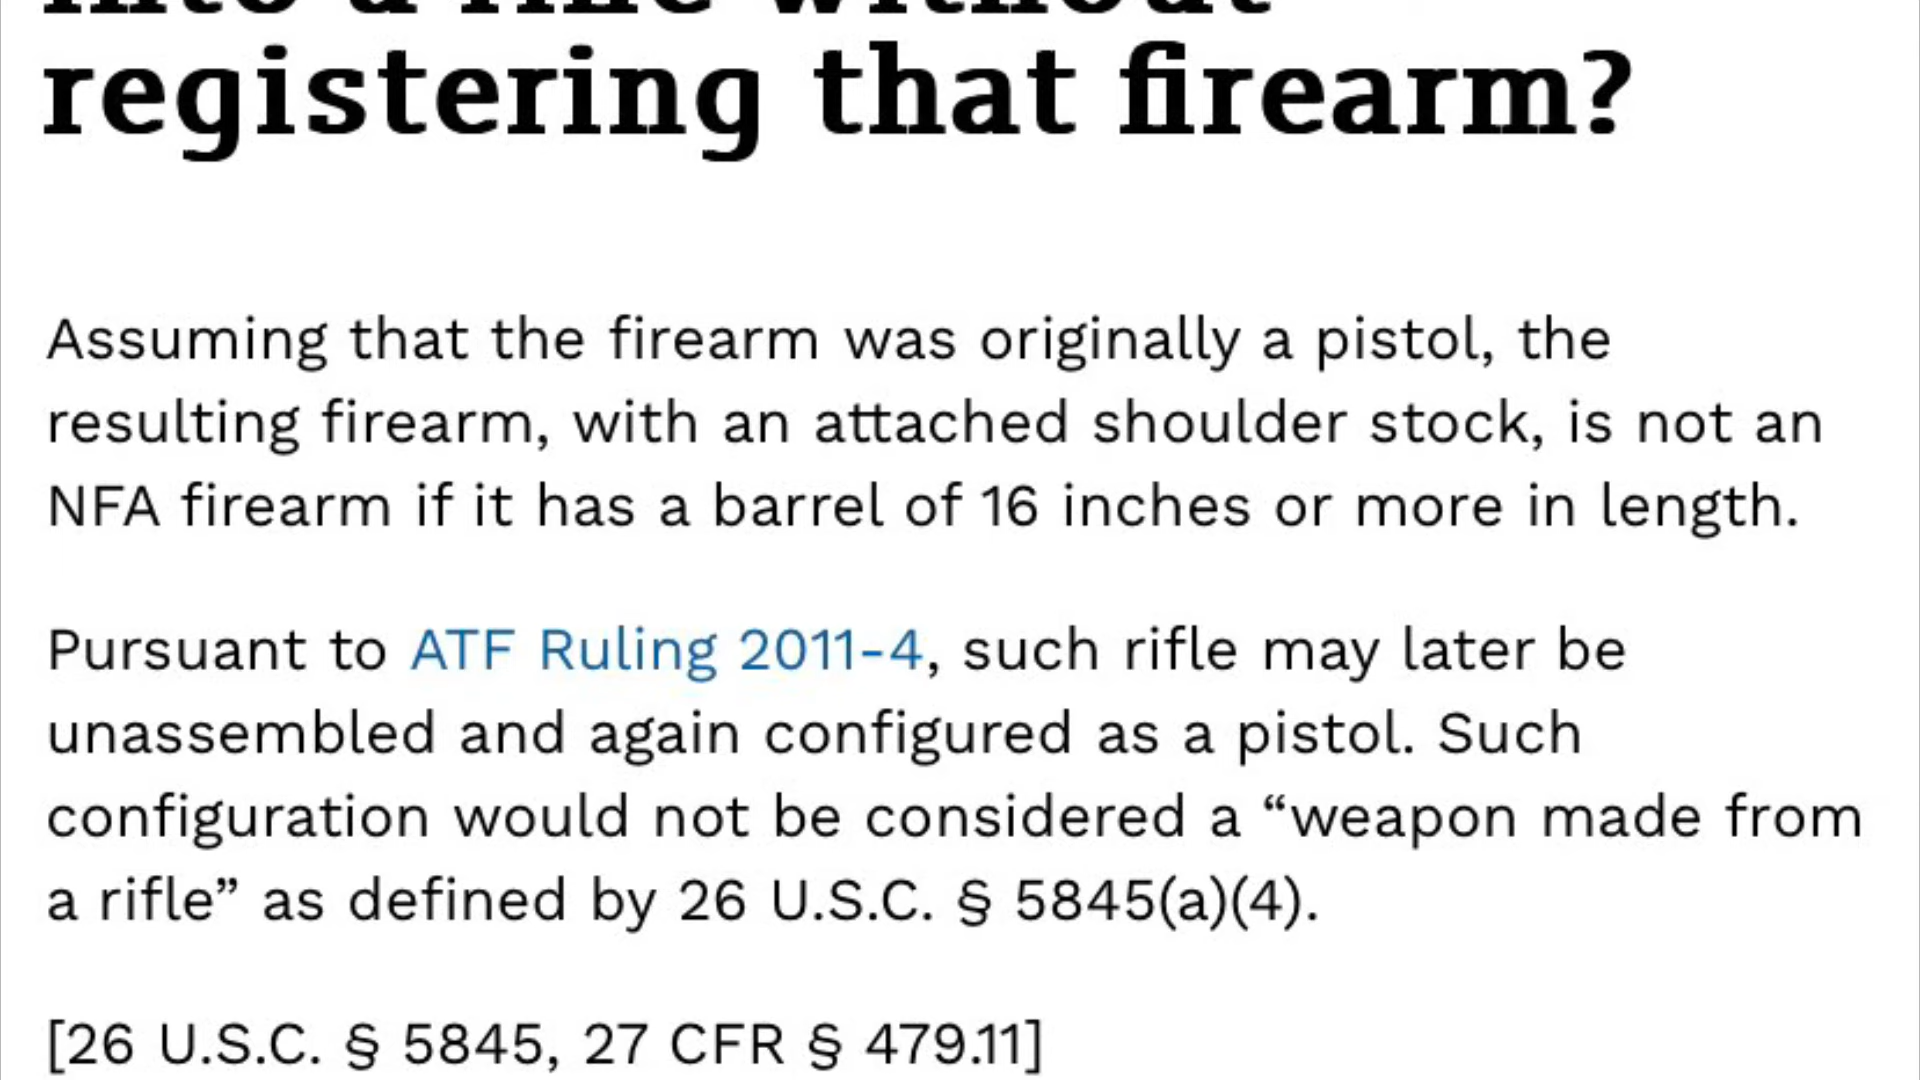 into a rifle without
registering that firearm?
Assuming that the firearm was originally a pistol, the
resulting firearm, with an attached shoulder stock, is not an
NFA firearm if it has a barrel of 16 inches or more in length.
Pursuant to ATF Ruling 2011-4, such rifle may later be
unassembled and again configured as a pistol. Such
configuration would not be considered a “weapon made from
a rifle” as defined by 26 U.S.C. § 5845(a)(4).
[26 U.S.C. § 5845, 27 CFR § 479.11]